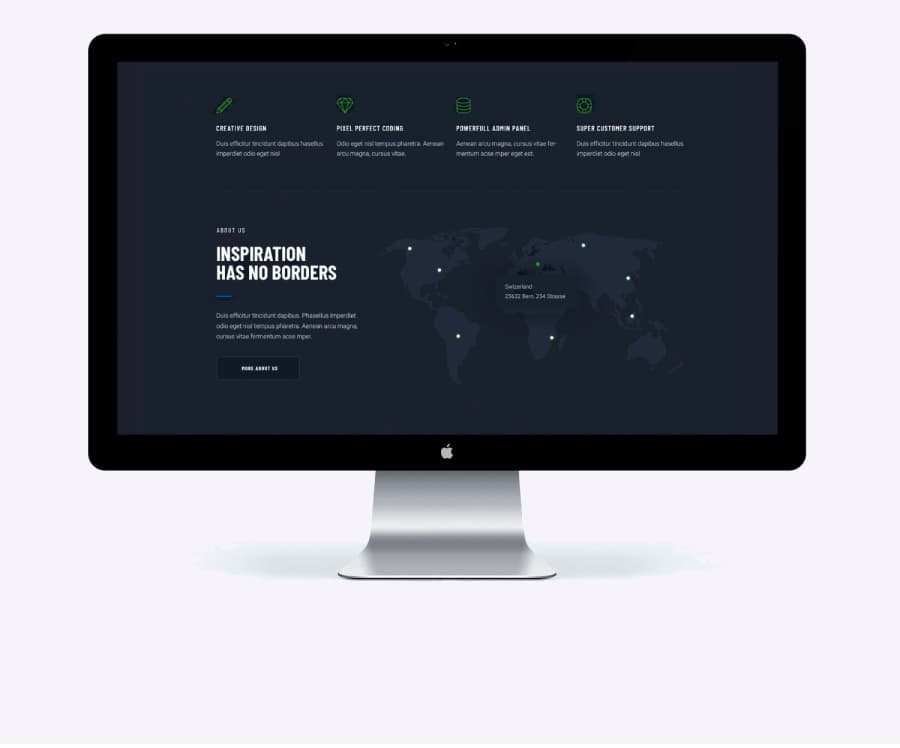 CREATIVE DESIGN
Duis efficitur tincidunt dapibus hasellus
imperdiet odio eget nisl
PIXEL PERFECT CODING
Odio eget nisl tempus pharetra. Aenean
arcu magna, cursus vitae.
POWERFULL ADMIN PANEL
Aenean arcu magna, cursus vitae fer-
mentum acse mper eget est.
SUPER CUSTOMER SUPPORT
Duis efficitur tincidunt dapibus hasellus
imperdiet odio eget nisl
ABOUT US
INSPIRATION
HAS NO BORDERS
Duis efficitur tincidunt dapibus. Phasellus imperdiet
odio eget nisl tempus pharetra. Aenean arcu magna,
cursus vitae fermentum acse mper.
MORE ABOUT US
Swizerland
23632 Bern, 234 Strasse